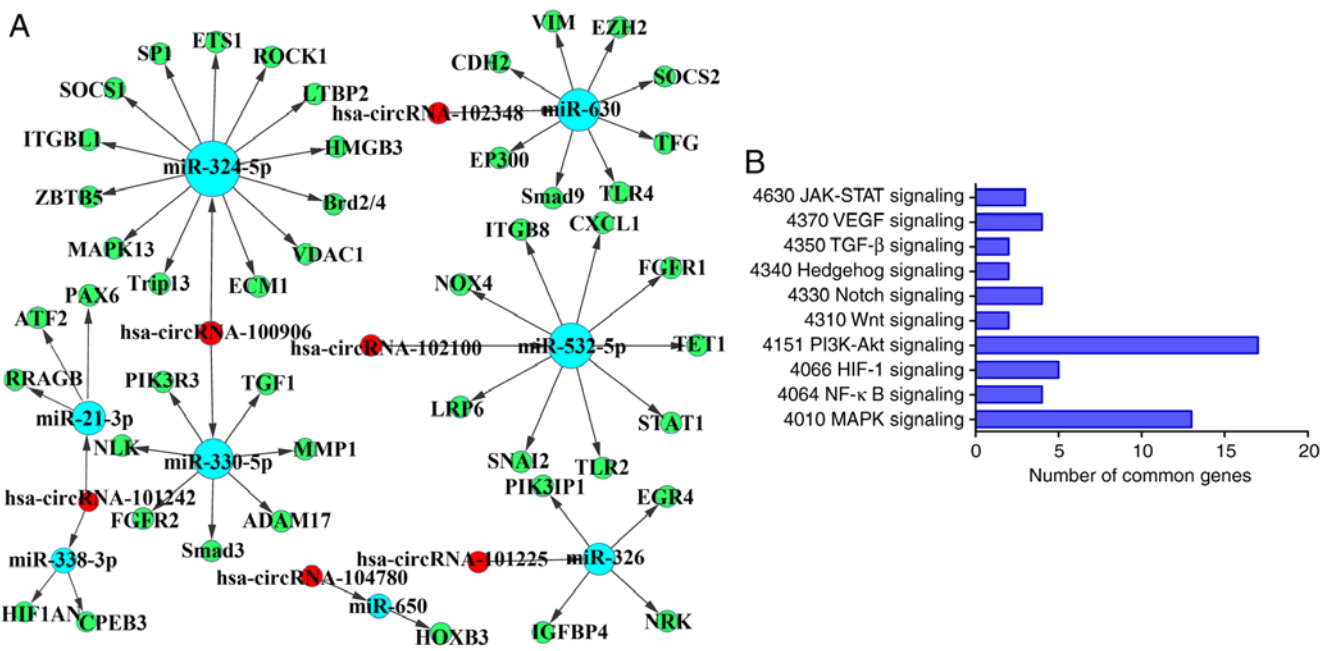 A
ETS1
SP1
ROCK1
SOCS1
LTBP2
ITGBL1
HMGB3
miR-324-5p
ZBTB5
Brd2/4
MAPK13
VDAC1
Trip13
ECM1
PAX6
ATF2
hsa-circRNA-100906
RRAGB
PIK3R3
TGF1
miR-21-3p
NLK
MMP1
miR-330-5p
hsa-circRNA-101242
FGFR2
ADAM17
Smad3
miR-338-3p
HIF1AN
CPEB3
hsa-circRNA-104780
miR-650
HOXB3
VIM
EZH2
CDH2
SOCS2
hsa-circRNA-102348
miR-630
TFG
EP300
Smad9
TLR4
ITGB8
CXCL1
NOX4
FGFR1
hsa-circRNA-102100
miR-532-5p
TET1
LRP6
STAT1
SNAI2
TLR2
PIK3IP1
EGR4
hsa-circRNA-101225
miR-326
IGFBP4
NRK
B
4630 JAK-STAT signaling
4370 VEGF signaling
4350 TGF-β signaling
4340 Hedgehog signaling
4330 Notch signaling
4310 Wnt signaling
4151 PI3K-Akt signaling
4066 HIF-1 signaling
4064 NF-κ B signaling
4010 MAPK signaling
0 5 10 15 20
Number of common genes